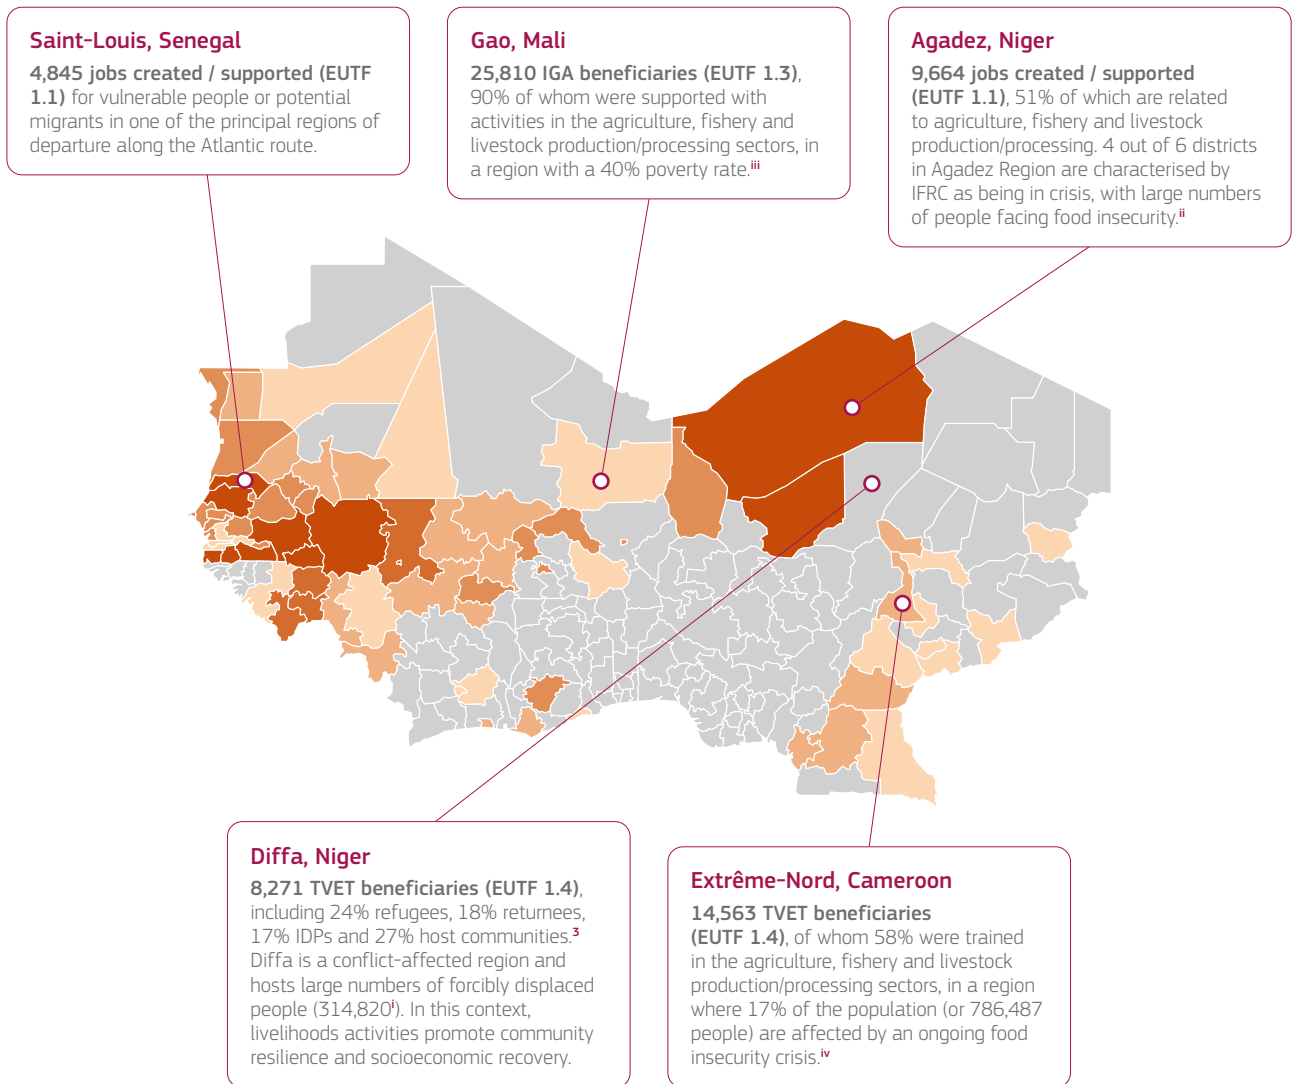 Saint-Louis, Senegal
4,845 jobs created / supported (EUTF
1.1) for vulnerable people or potential
migrants in one of the principal regions of
departure along the Atlantic route.
Gao, Mali
25,810 IGA beneficiaries (EUTF 1.3),
90% of whom were supported with
activities in the agriculture, fishery and
livestock production/processing sectors, in
a region with a 40% poverty rate.iii
Agadez, Niger
9,664 jobs created / supported
(EUTF 1.1), 51% of which are related
to agriculture, fishery and livestock
production/processing. 4 out of 6 districts
in Agadez Region are characterised by
IFRC as being in crisis, with large numbers
of people facing food insecurity.ii
Diffa, Niger
8,271 TVET beneficiaries (EUTF 1.4),
including 24% refugees, 18% returnees,
17% IDPs and 27% host communities.3
Diffa is a conflict-affected region and
hosts large numbers of forcibly displaced
people (314,820i). In this context,
livelihoods activities promote community
resilience and socioeconomic recovery.
Extrême-Nord, Cameroon
14,563 TVET beneficiaries
(EUTF 1.4), of whom 58% were trained
in the agriculture, fishery and livestock
production/processing sectors, in a region
where 17% of the population (or 786,487
people) are affected by an ongoing food
insecurity crisis.iv